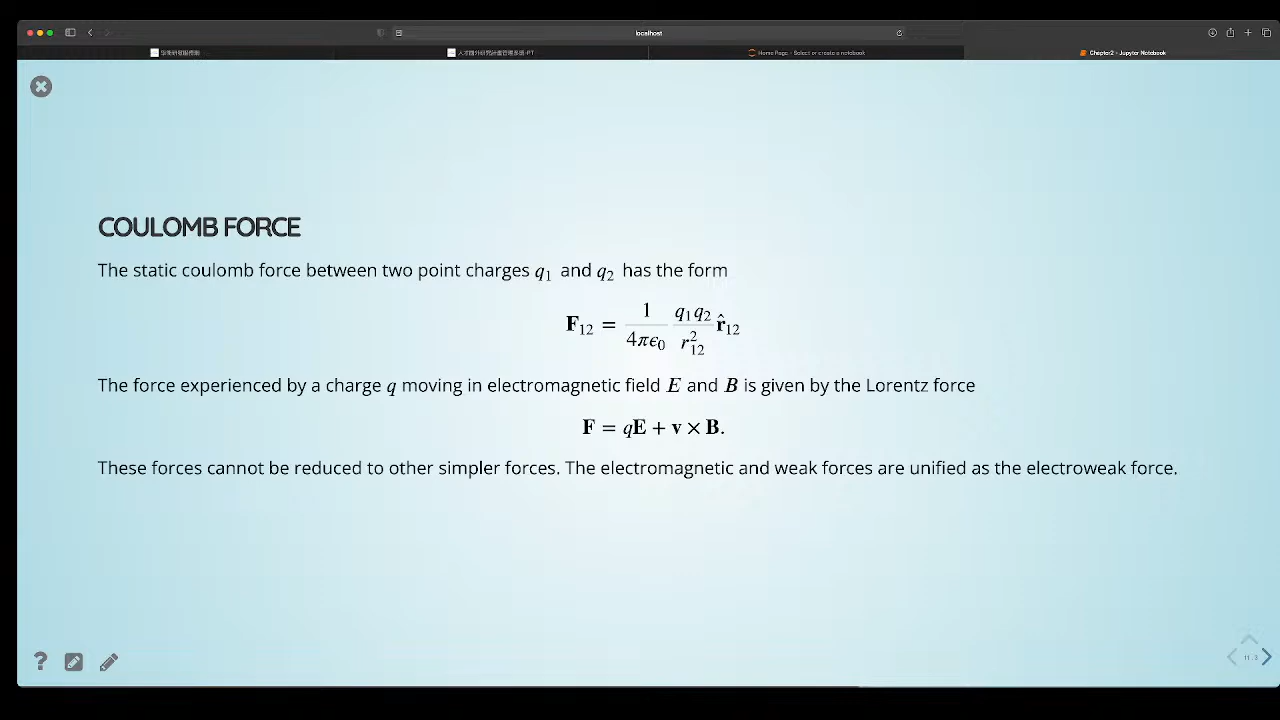 localhost
Home Page - Select or create a notebook
Chapter2 - Jupyter Notebook
COULOMB FORCE
The static coulomb force between two point charges q₁ and q₂ has the form
F₁₂ = 1/(4πϵ₀) q₁q₂/r₁₂² r̂₁₂
The force experienced by a charge q moving in electromagnetic field E and B is given by the Lorentz force
F = qE + v × B.
These forces cannot be reduced to other simpler forces. The electromagnetic and weak forces are unified as the electroweak force.
?
11.3